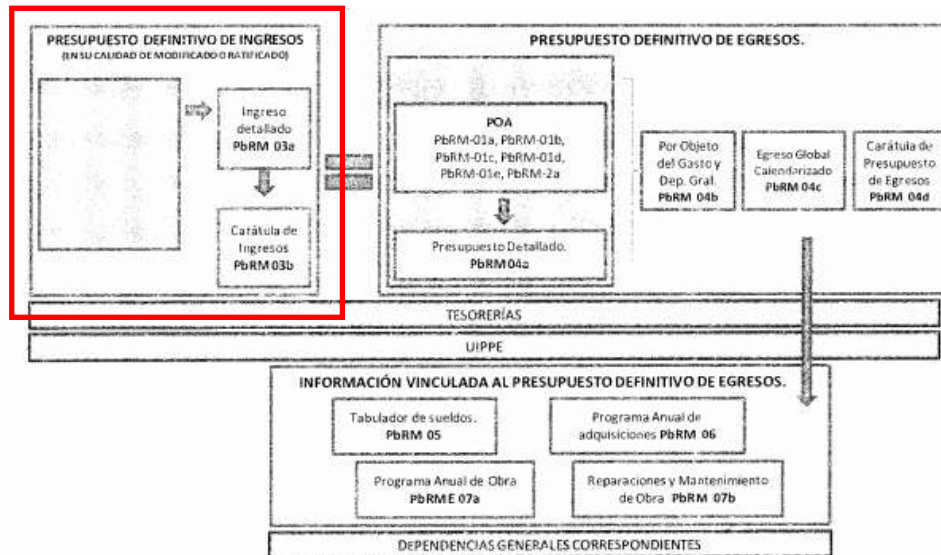 PRESUPUESTO DEFINITIVO DE INGRESOS
(EN SU CALIDAD DE MODIFICADO O RATIFICADO)
Ingreso
detallado
PbRM 03a
Carátula de
Ingresos
PbRM 03b
PRESUPUESTO DEFINITIVO DE EGRESOS.
POA
PbRM-01a, PbRM-01b,
PbRM-01c, PbRM-01d,
PbRM-01e, PbRM-2a
Presupuesto Detallado.
PbRM 04a
Por Objeto
del Gasto y
Dep. Gral.
PbRM 04b
Egreso Global
Calendarizado
PbRM 04c
Carátula de
Presupuesto
de Egresos
PbRM 04d
TESORERÍAS
UIPPE
INFORMACIÓN VINCULADA AL PRESUPUESTO DEFINITIVO DE EGRESOS.
Tabulador de sueldos.
PbRM 05
Programa Anual de
adquisiciones PbRM 06
Programa Anual de Obra
PbRME 07a
Reparaciones y Mantenimiento
de Obra PbRM 07b
DEPENDENCIAS GENERALES CORRESPONDIENTES